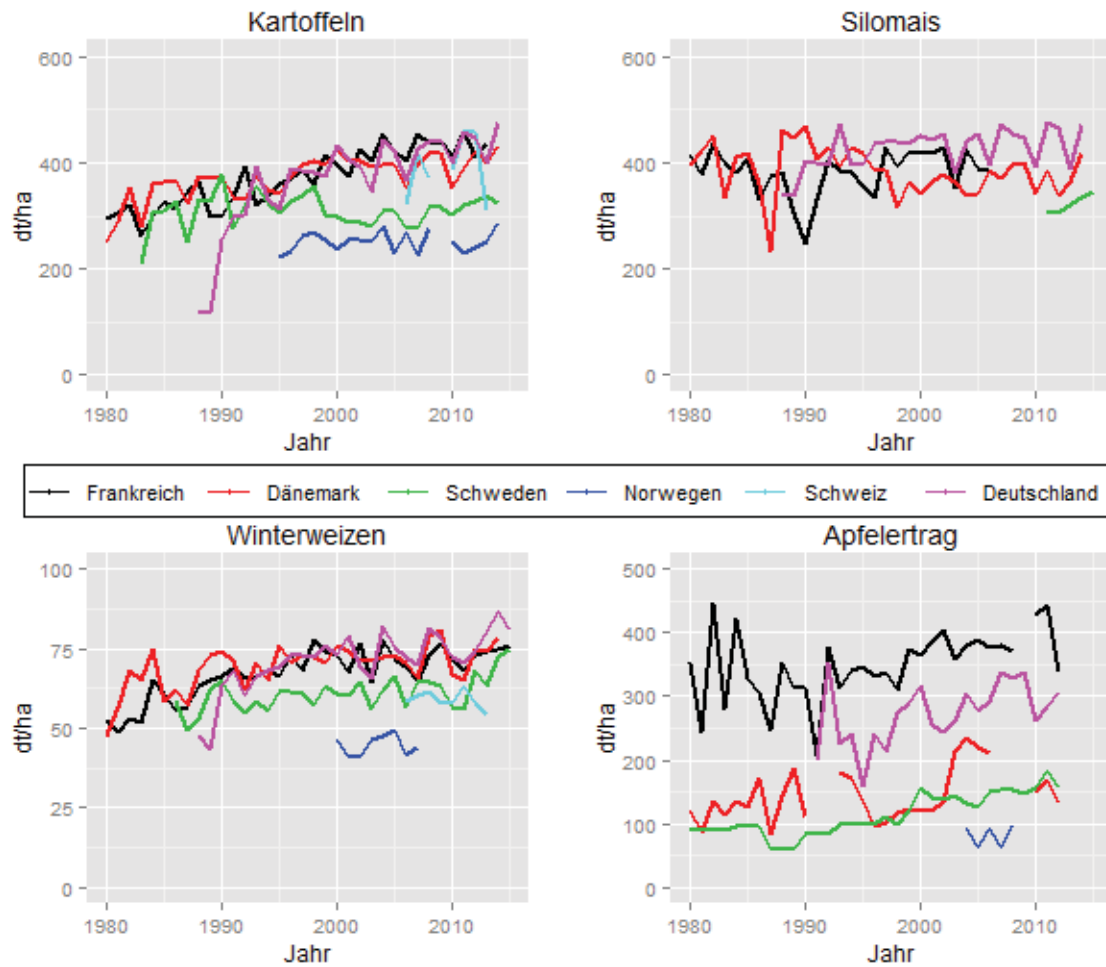 Kartoffeln
Silomais
600
400
200
0
dt/ha
1980 1990 2000 2010
Jahr
600
400
200
0
dt/ha
1980 1990 2000 2010
Jahr
Frankreich Dänemark Schweden Norwegen Schweiz Deutschland
Winterweizen
Apfelertrag
100
75
50
25
0
dt/ha
1980 1990 2000 2010
Jahr
500
400
300
200
100
0
dt/ha
1980 1990 2000 2010
Jahr